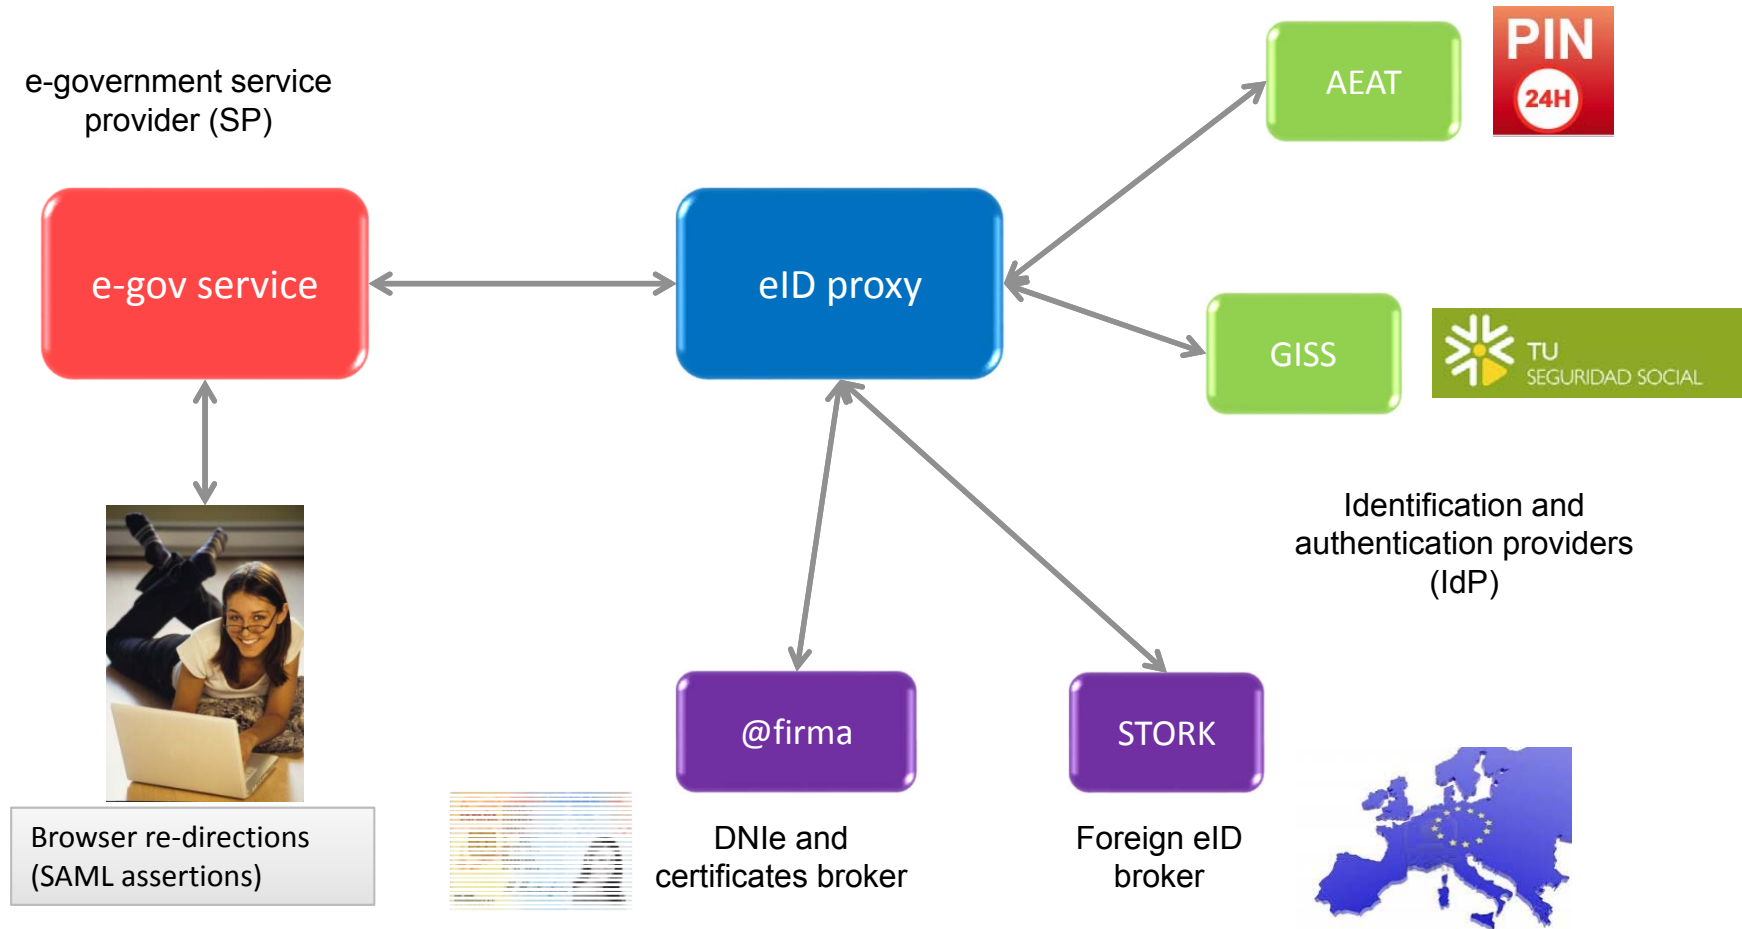 e-government service
provider (SP)
e-gov service
eID proxy
AEAT
PIN
24H
GISS
TU
SEGURIDAD SOCIAL
Identification and
authentication providers
(IdP)
@firma
STORK
DNIe and
certificates broker
Foreign eID
broker
Browser re-directions
(SAML assertions)